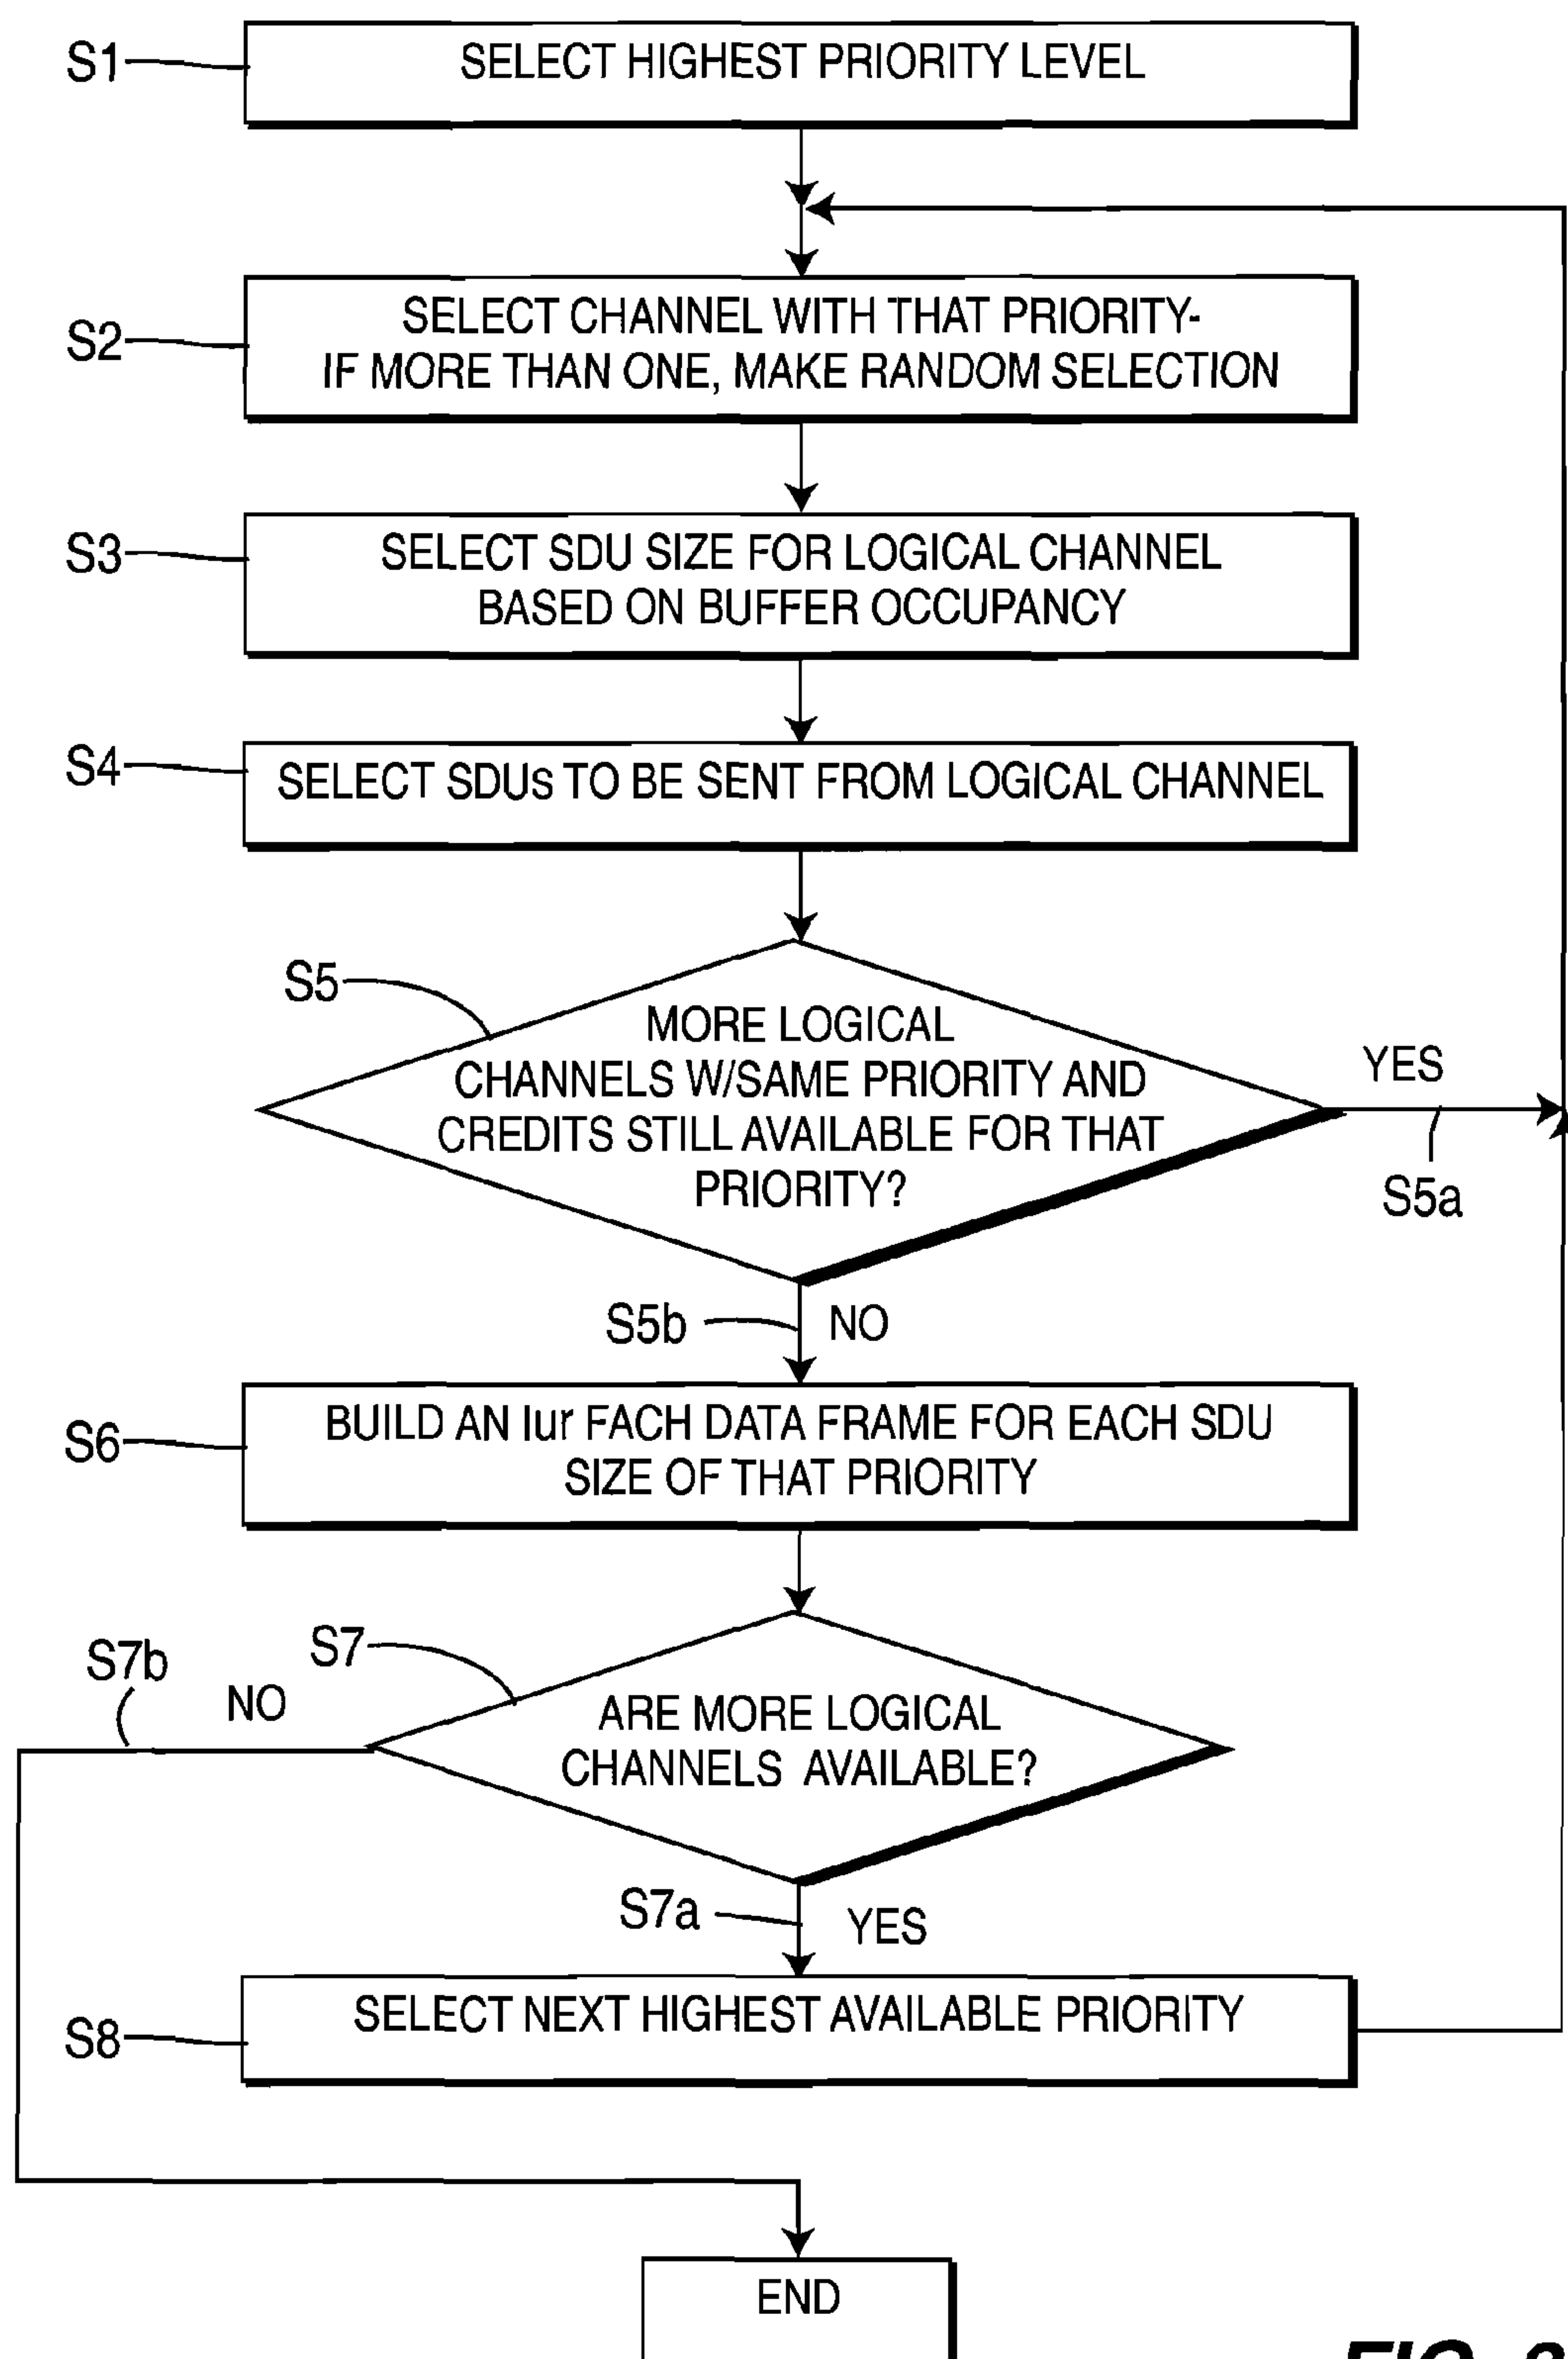 S1
SELECT HIGHEST PRIORITY LEVEL
S2
SELECT CHANNEL WITH THAT PRIORITY-
IF MORE THAN ONE, MAKE RANDOM SELECTION
S3
SELECT SDU SIZE FOR LOGICAL CHANNEL
BASED ON BUFFER OCCUPANCY
S4
SELECT SDUs TO BE SENT FROM LOGICAL CHANNEL
S5
MORE LOGICAL
CHANNELS W/SAME PRIORITY AND
CREDITS STILL AVAILABLE FOR THAT
PRIORITY?
YES
S5a
S5b
NO
S6
BUILD AN Iur FACH DATA FRAME FOR EACH SDU
SIZE OF THAT PRIORITY
S7
S7b
NO
ARE MORE LOGICAL
CHANNELS AVAILABLE?
S7a
YES
S8
SELECT NEXT HIGHEST AVAILABLE PRIORITY
END
FIG.